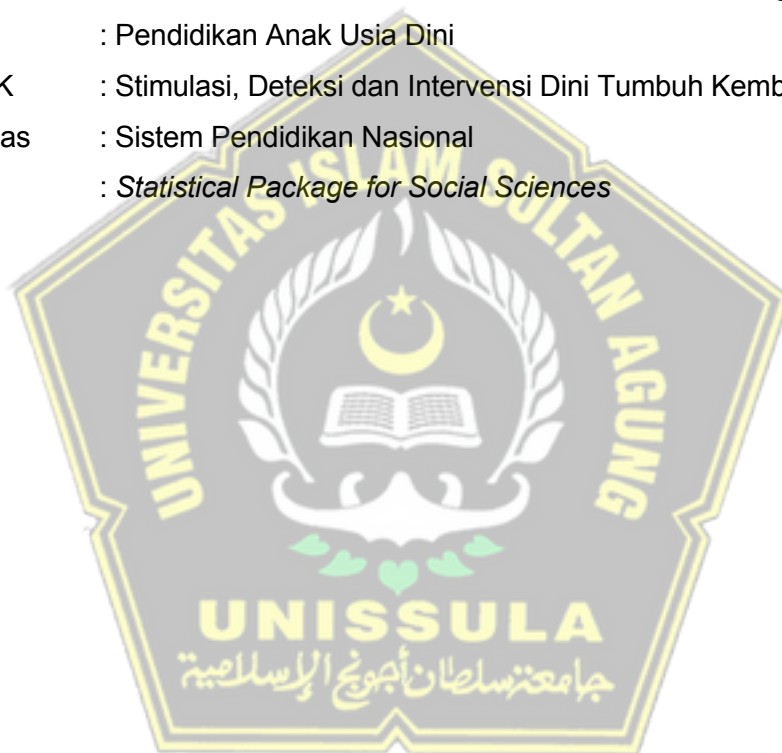 : Pendidikan Anak Usia Dini
K : Stimulasi, Deteksi dan Intervensi Dini Tumbuh Kemb
as : Sistem Pendidikan Nasional
: Statistical Package for Social Sciences
UNIVERSITAS ISLAM SULTAN AGUNG
UNISSULA
جامعة سلطان أجونج الإسلامية